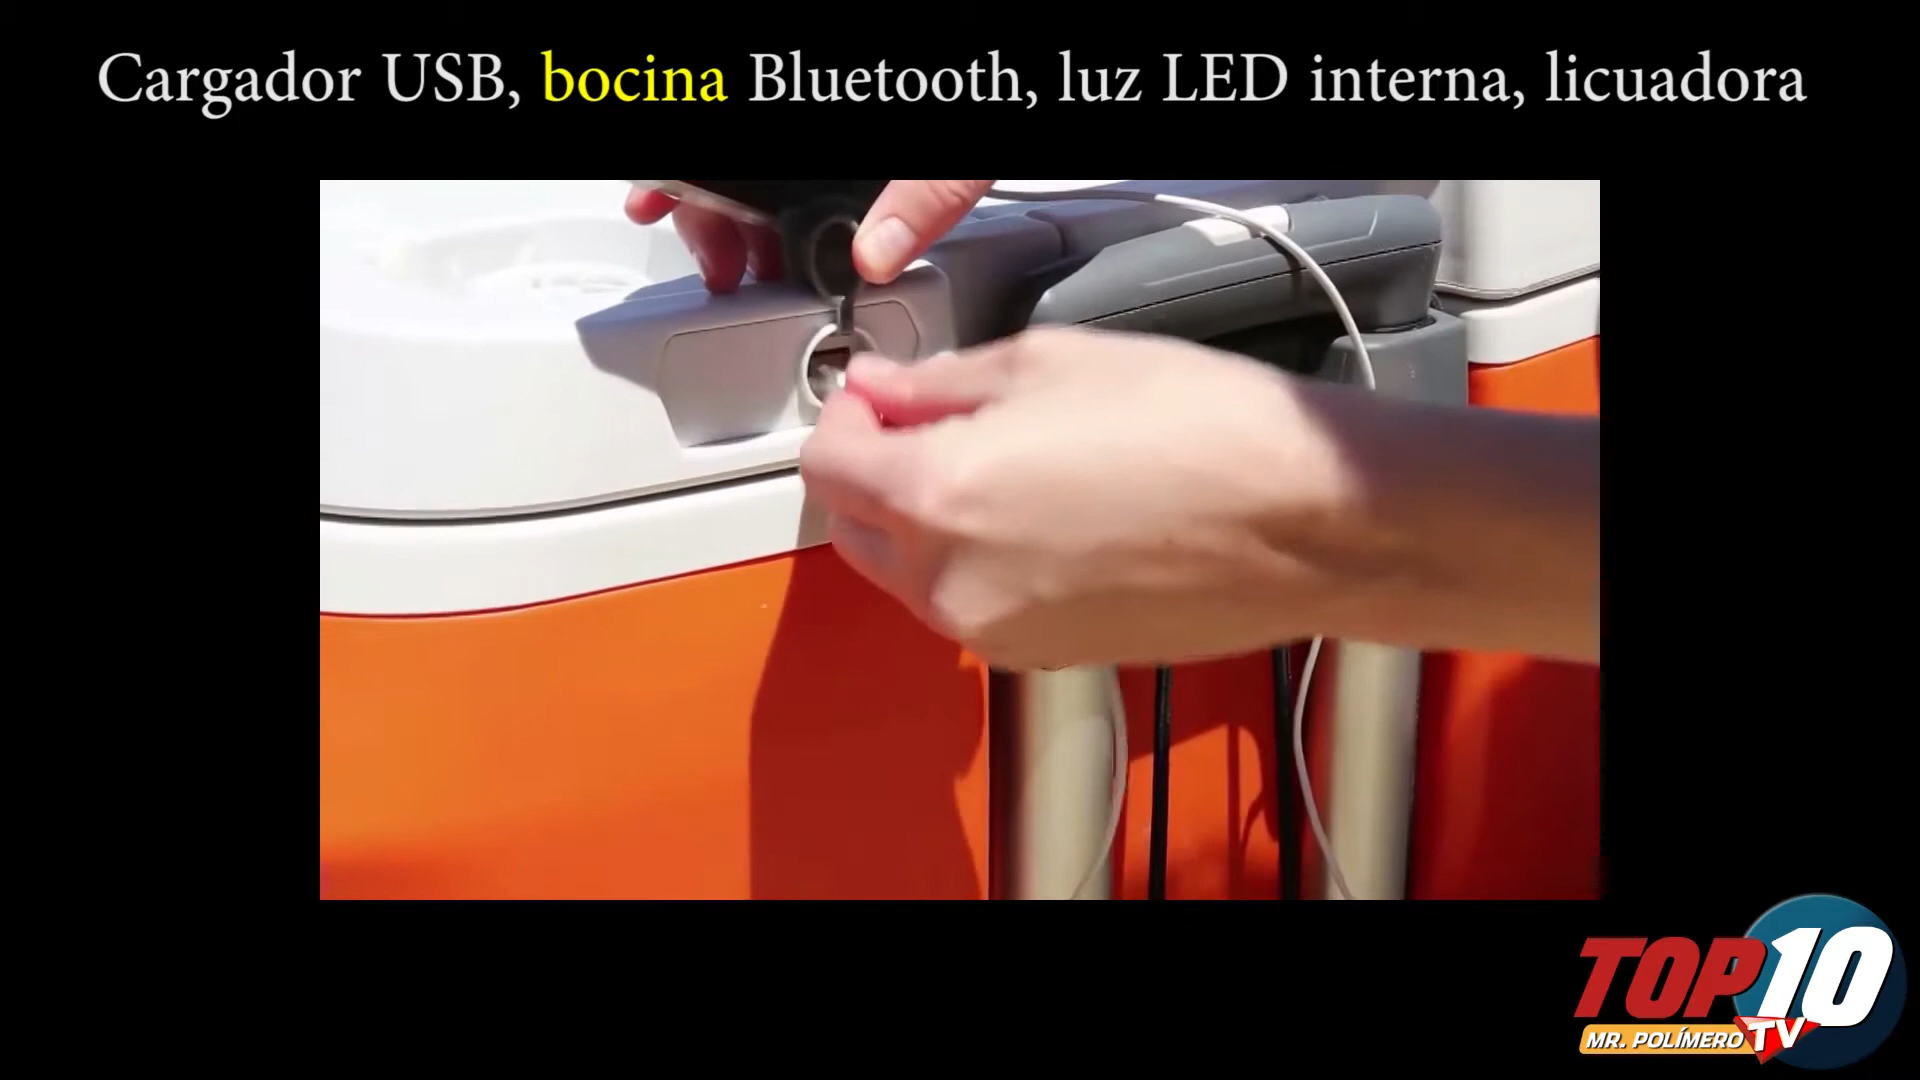 Cargador USB, bocina Bluetooth, luz LED interna, licuadora
TOP10
MR. POLÍMERO TV